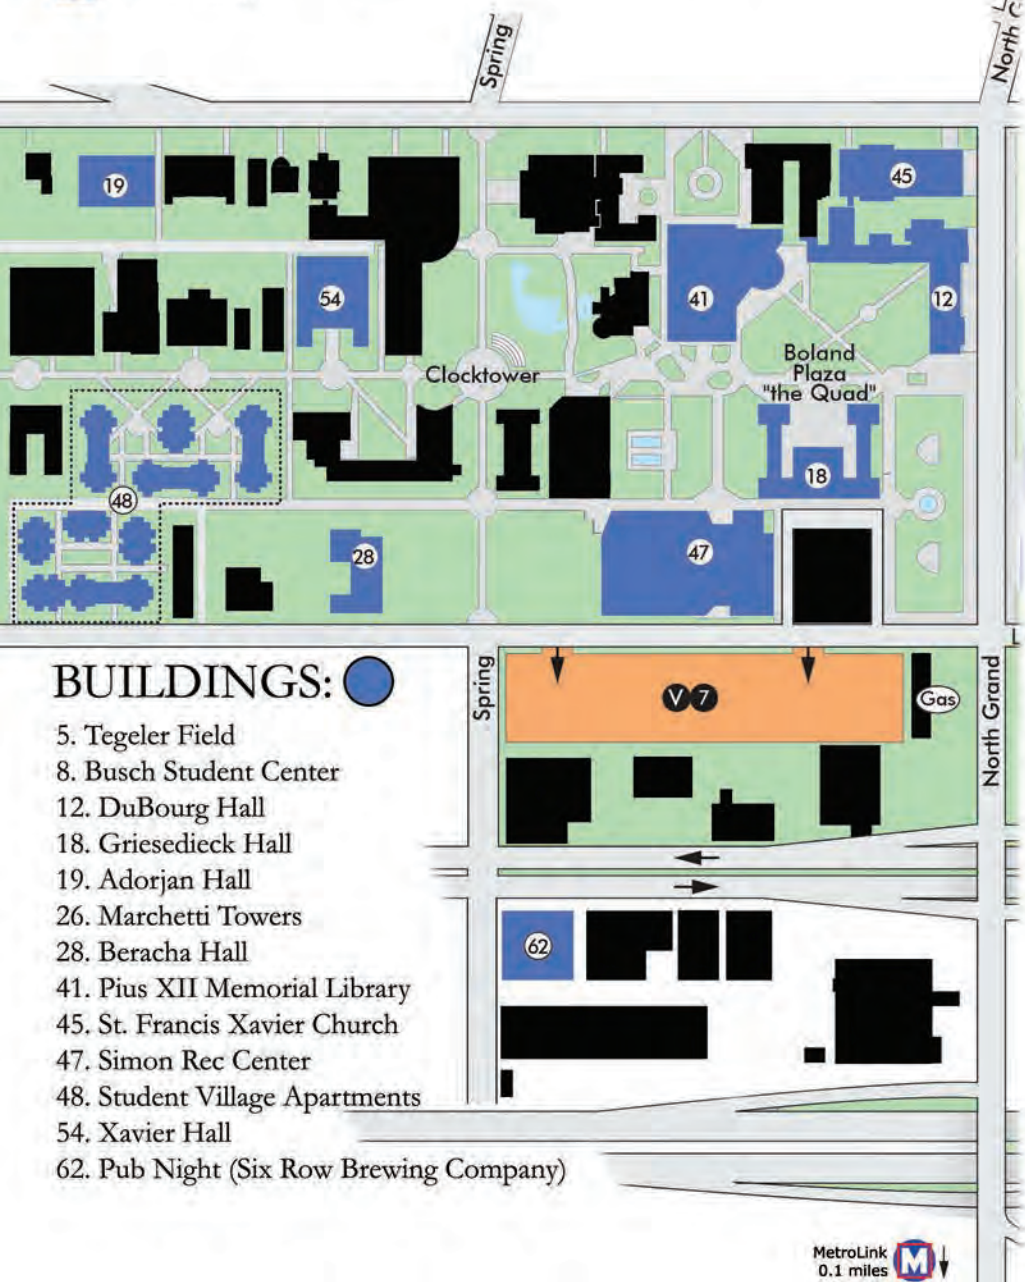 Spring
North
19
45
54
41
12
Clocktower
Boland
Plaza
"the Quad"
18
48
28
47
BUILDINGS:
5. Tegeler Field
8. Busch Student Center
12. DuBourg Hall
18. Griesedieck Hall
19. Adorjan Hall
26. Marchetti Towers
28. Beracha Hall
41. Pius XII Memorial Library
45. St. Francis Xavier Church
47. Simon Rec Center
48. Student Village Apartments
54. Xavier Hall
62. Pub Night (Six Row Brewing Company)
Spring
V 7
Gas
North Grand
62
MetroLink
0.1 miles
M